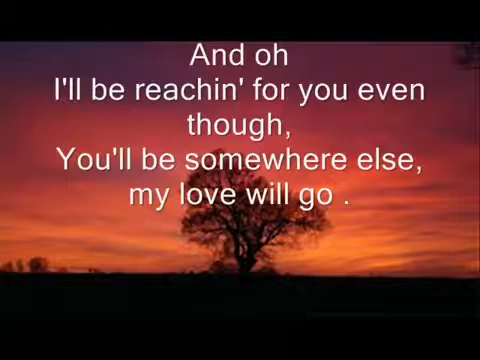 And oh
I'll be reachin' for you even
though,
You'll be somewhere else,
my love will go .